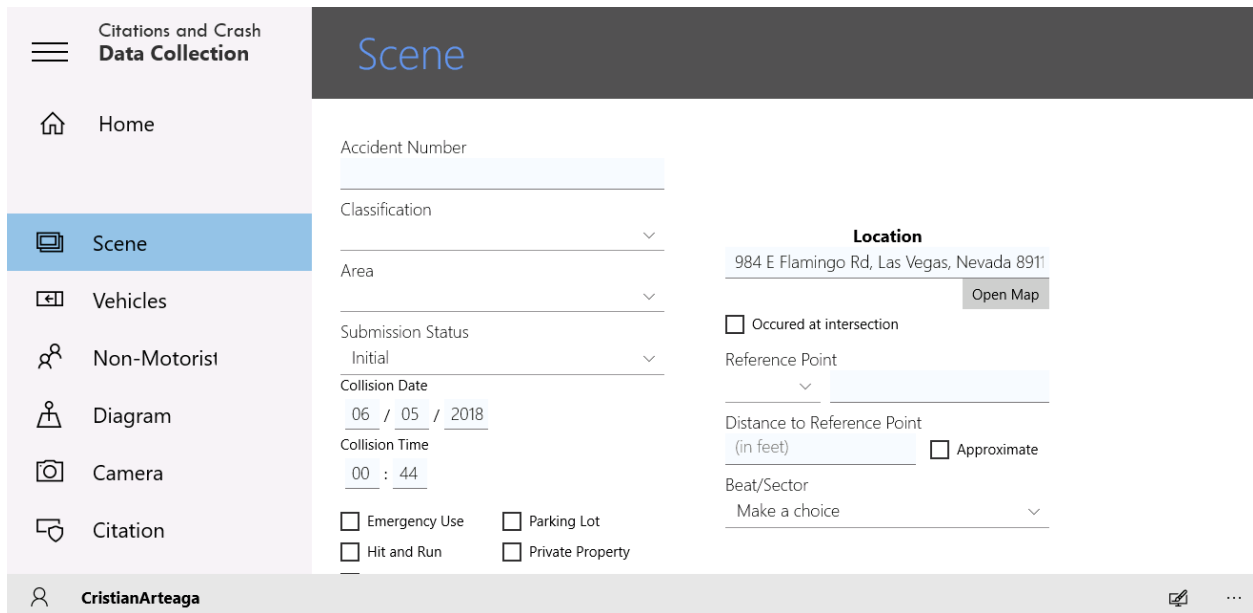 Citations and Crash
Data Collection
Scene
Home
Scene
Vehicles
Non-Motorist
Diagram
Camera
Citation
Accident Number
Classification
Area
Submission Status
Initial
Collision Date
06 / 05 / 2018
Collision Time
00 : 44
Emergency Use
Parking Lot
Hit and Run
Private Property
Location
984 E Flamingo Rd, Las Vegas, Nevada 8911
Open Map
Occured at intersection
Reference Point
Distance to Reference Point
(in feet)
Approximate
Beat/Sector
Make a choice
CristianArteaga
...